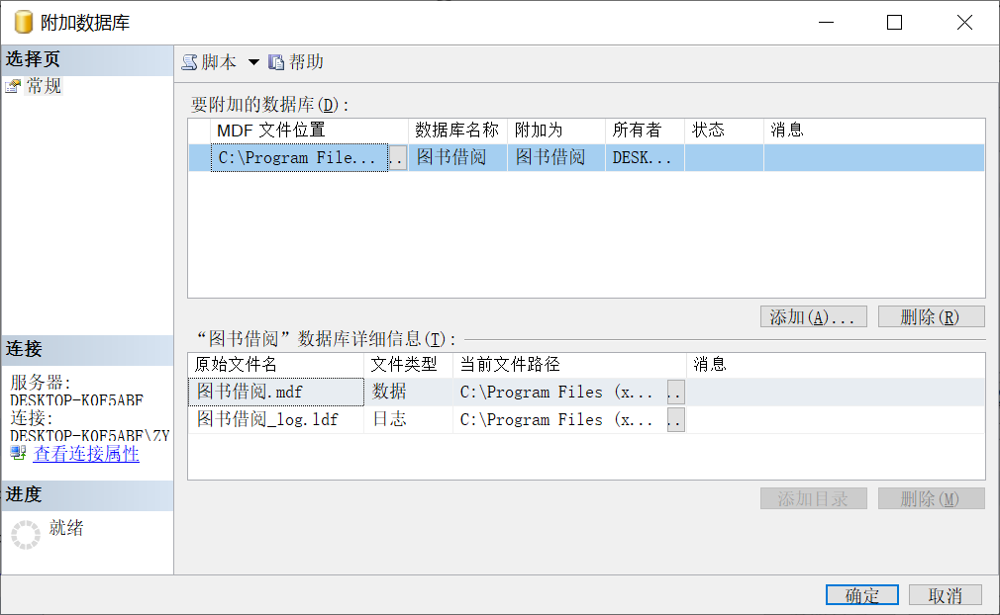 附加数据库
选择页
常规
脚本 帮助
要附加的数据库(D):
MDF 文件位置 数据库名称 附加为 所有者 状态 消息
C:\Program File... .. 图书借阅 图书借阅 DESK...
添加(A)... 删除(R)
“图书借阅”数据库详细信息(T):
原始文件名 文件类型 当前文件路径 消息
图书借阅.mdf 数据 C:\Program Files (x... ..
图书借阅_log.ldf 日志 C:\Program Files (x... ..
添加目录 删除(M)
连接
服务器:
DESKTOP-K0F5ABF
连接:
DESKTOP-K0F5ABF\ZY
查看连接属性
进度
就绪
确定 取消